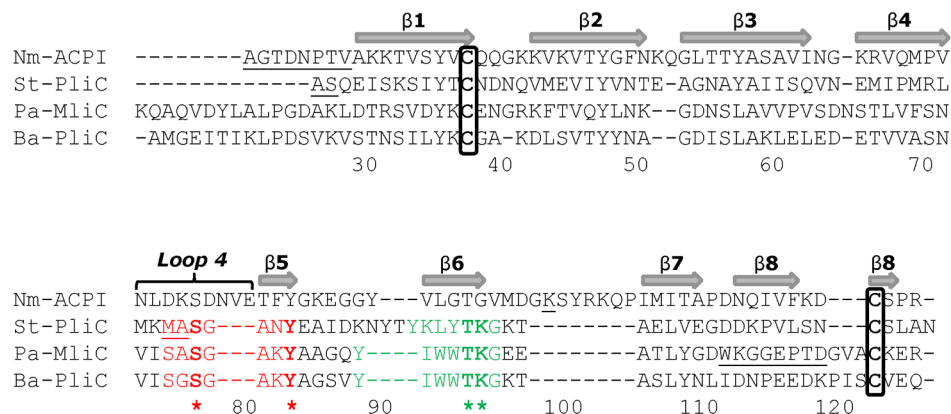 β1 β2 β3 β4
Nm-ACPI --------AGTDNPTVAKKTVSYVCQQGKKVKVTYGFNKQGLTTYASAVING-KRVQMPV
St-PliC -------------ASQEISKSIYTCNDNQVMEVIYVNTE-AGNAYAIISQVN-EMIPMRL
Pa-MliC KQAQVDYLALPGDAKLDTRSVDYKCENGRKFTVQYLNK--GDNSLAVVPVSDNSTLVFSN
Ba-PliC -AMGEITIKLPDSVKVSTNSILYKCGA-KDLSVTYYNA--GDISLAKLELED-ETVVASN
30 40 50 60 70
Loop 4 β5 β6 β7 β8 β8
Nm-ACPI NLDKSDNVETFYGKEGGY---VLGTGVMDGKSYRKQPIMITAPDNQIVFKD---CSPR-
St-PliC MKMASG---ANYEAIDKNYTYKLYTKGKT--------AELVEGDDKPVLSN---CSLAN
Pa-MliC VISASG---AKYAAGQY----IWWTKGEE--------ATLYGDWKGGEPTDGVACKER-
Ba-PliC VISGSG---AKYAGSVY----IWWTKGKT--------ASLYNLIDNPEEDKPISCVEQ-
80 90 100 110 120
* * **